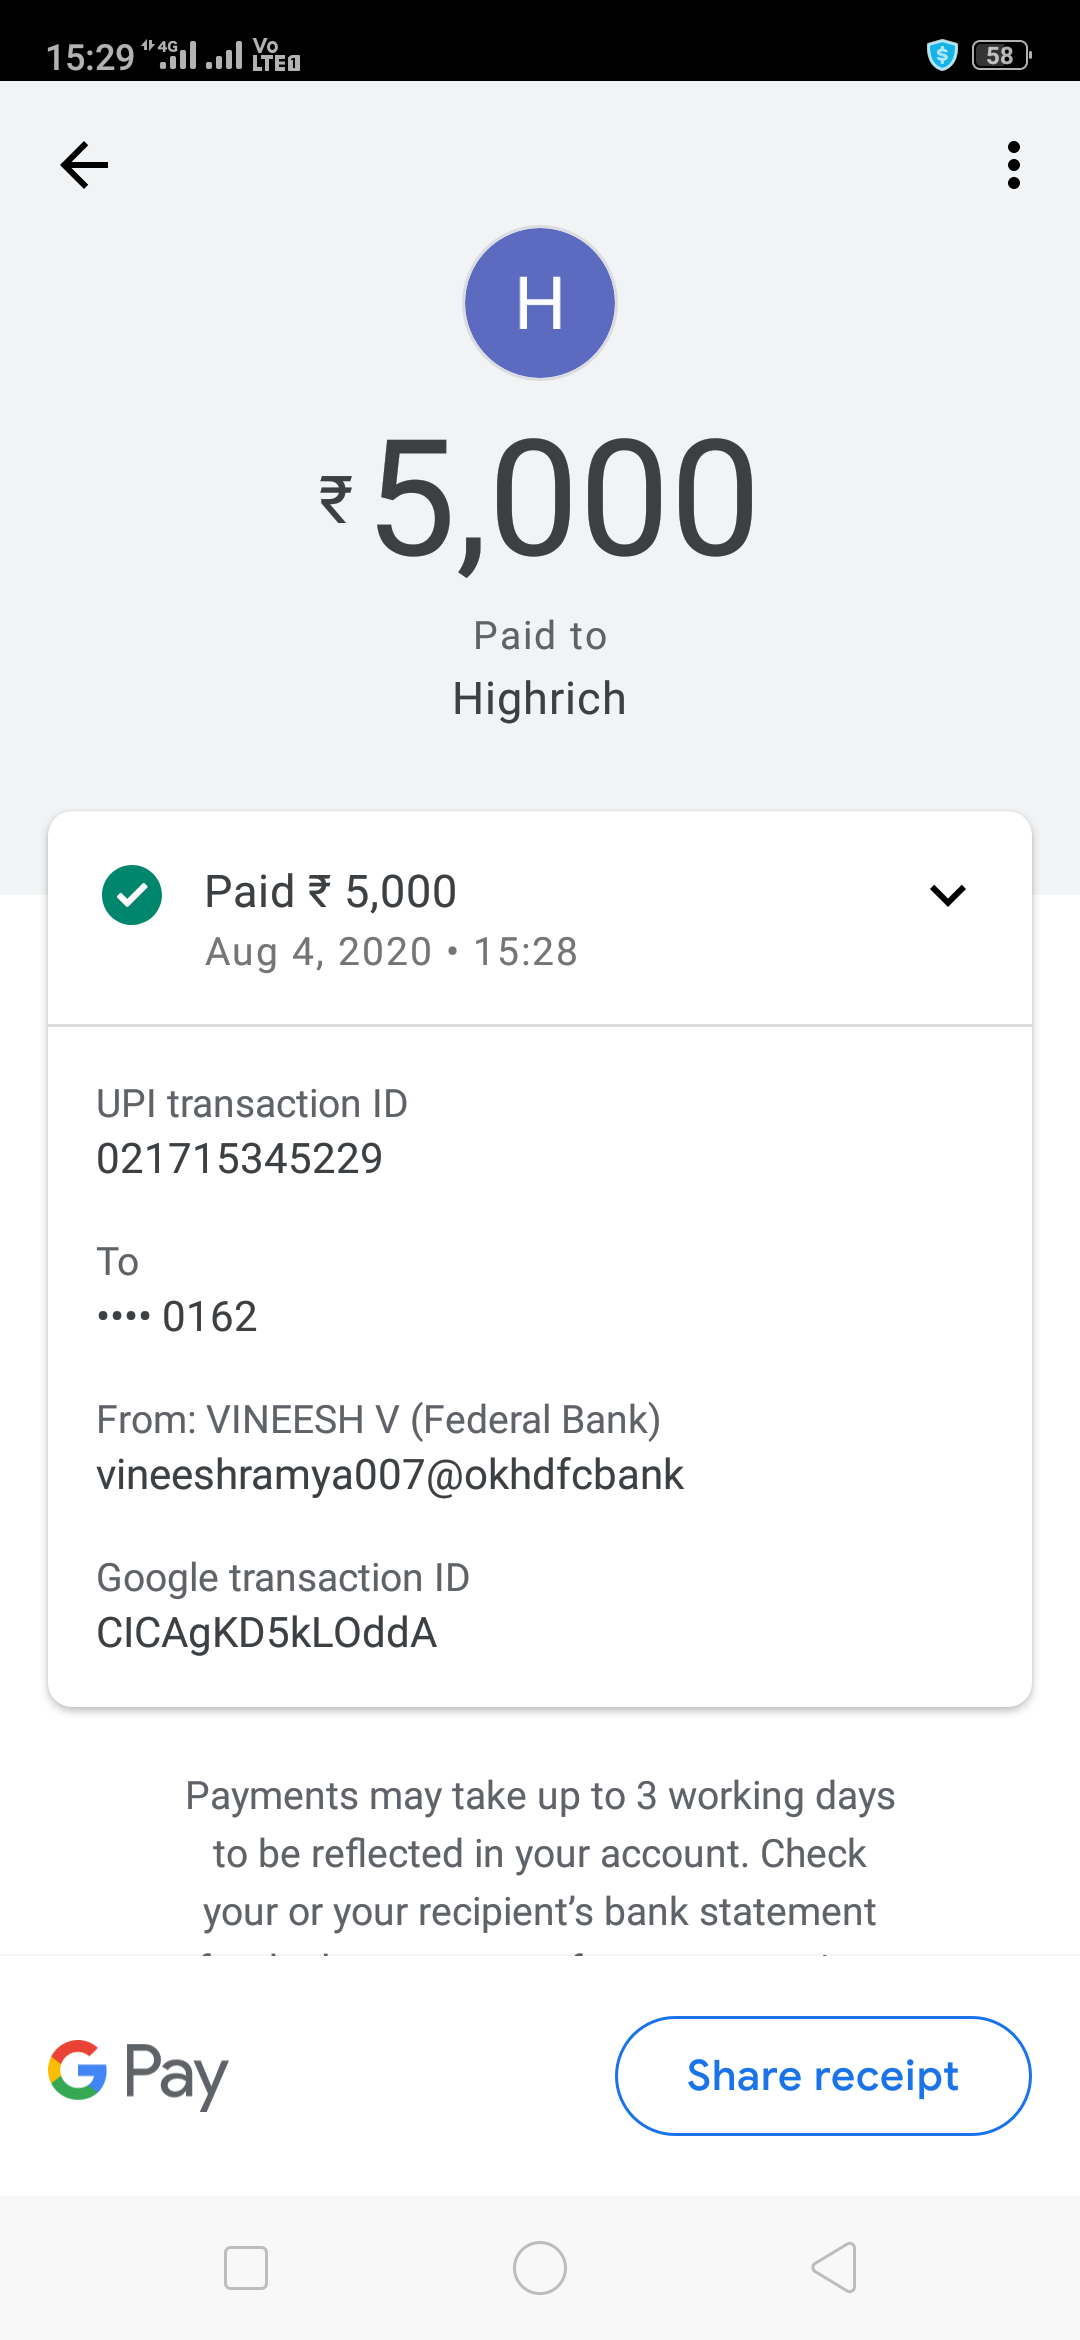 15:29 4G Vo LTE1 58
H
₹5,000
Paid to
Highrich
Paid ₹ 5,000
Aug 4, 2020 • 15:28
UPI transaction ID
021715345229
To
•••• 0162
From: VINEESH V (Federal Bank)
vineeshramya007@okhdfcbank
Google transaction ID
CICAgKD5kLOddA
Payments may take up to 3 working days
to be reflected in your account. Check
your or your recipient’s bank statement
G Pay
Share receipt